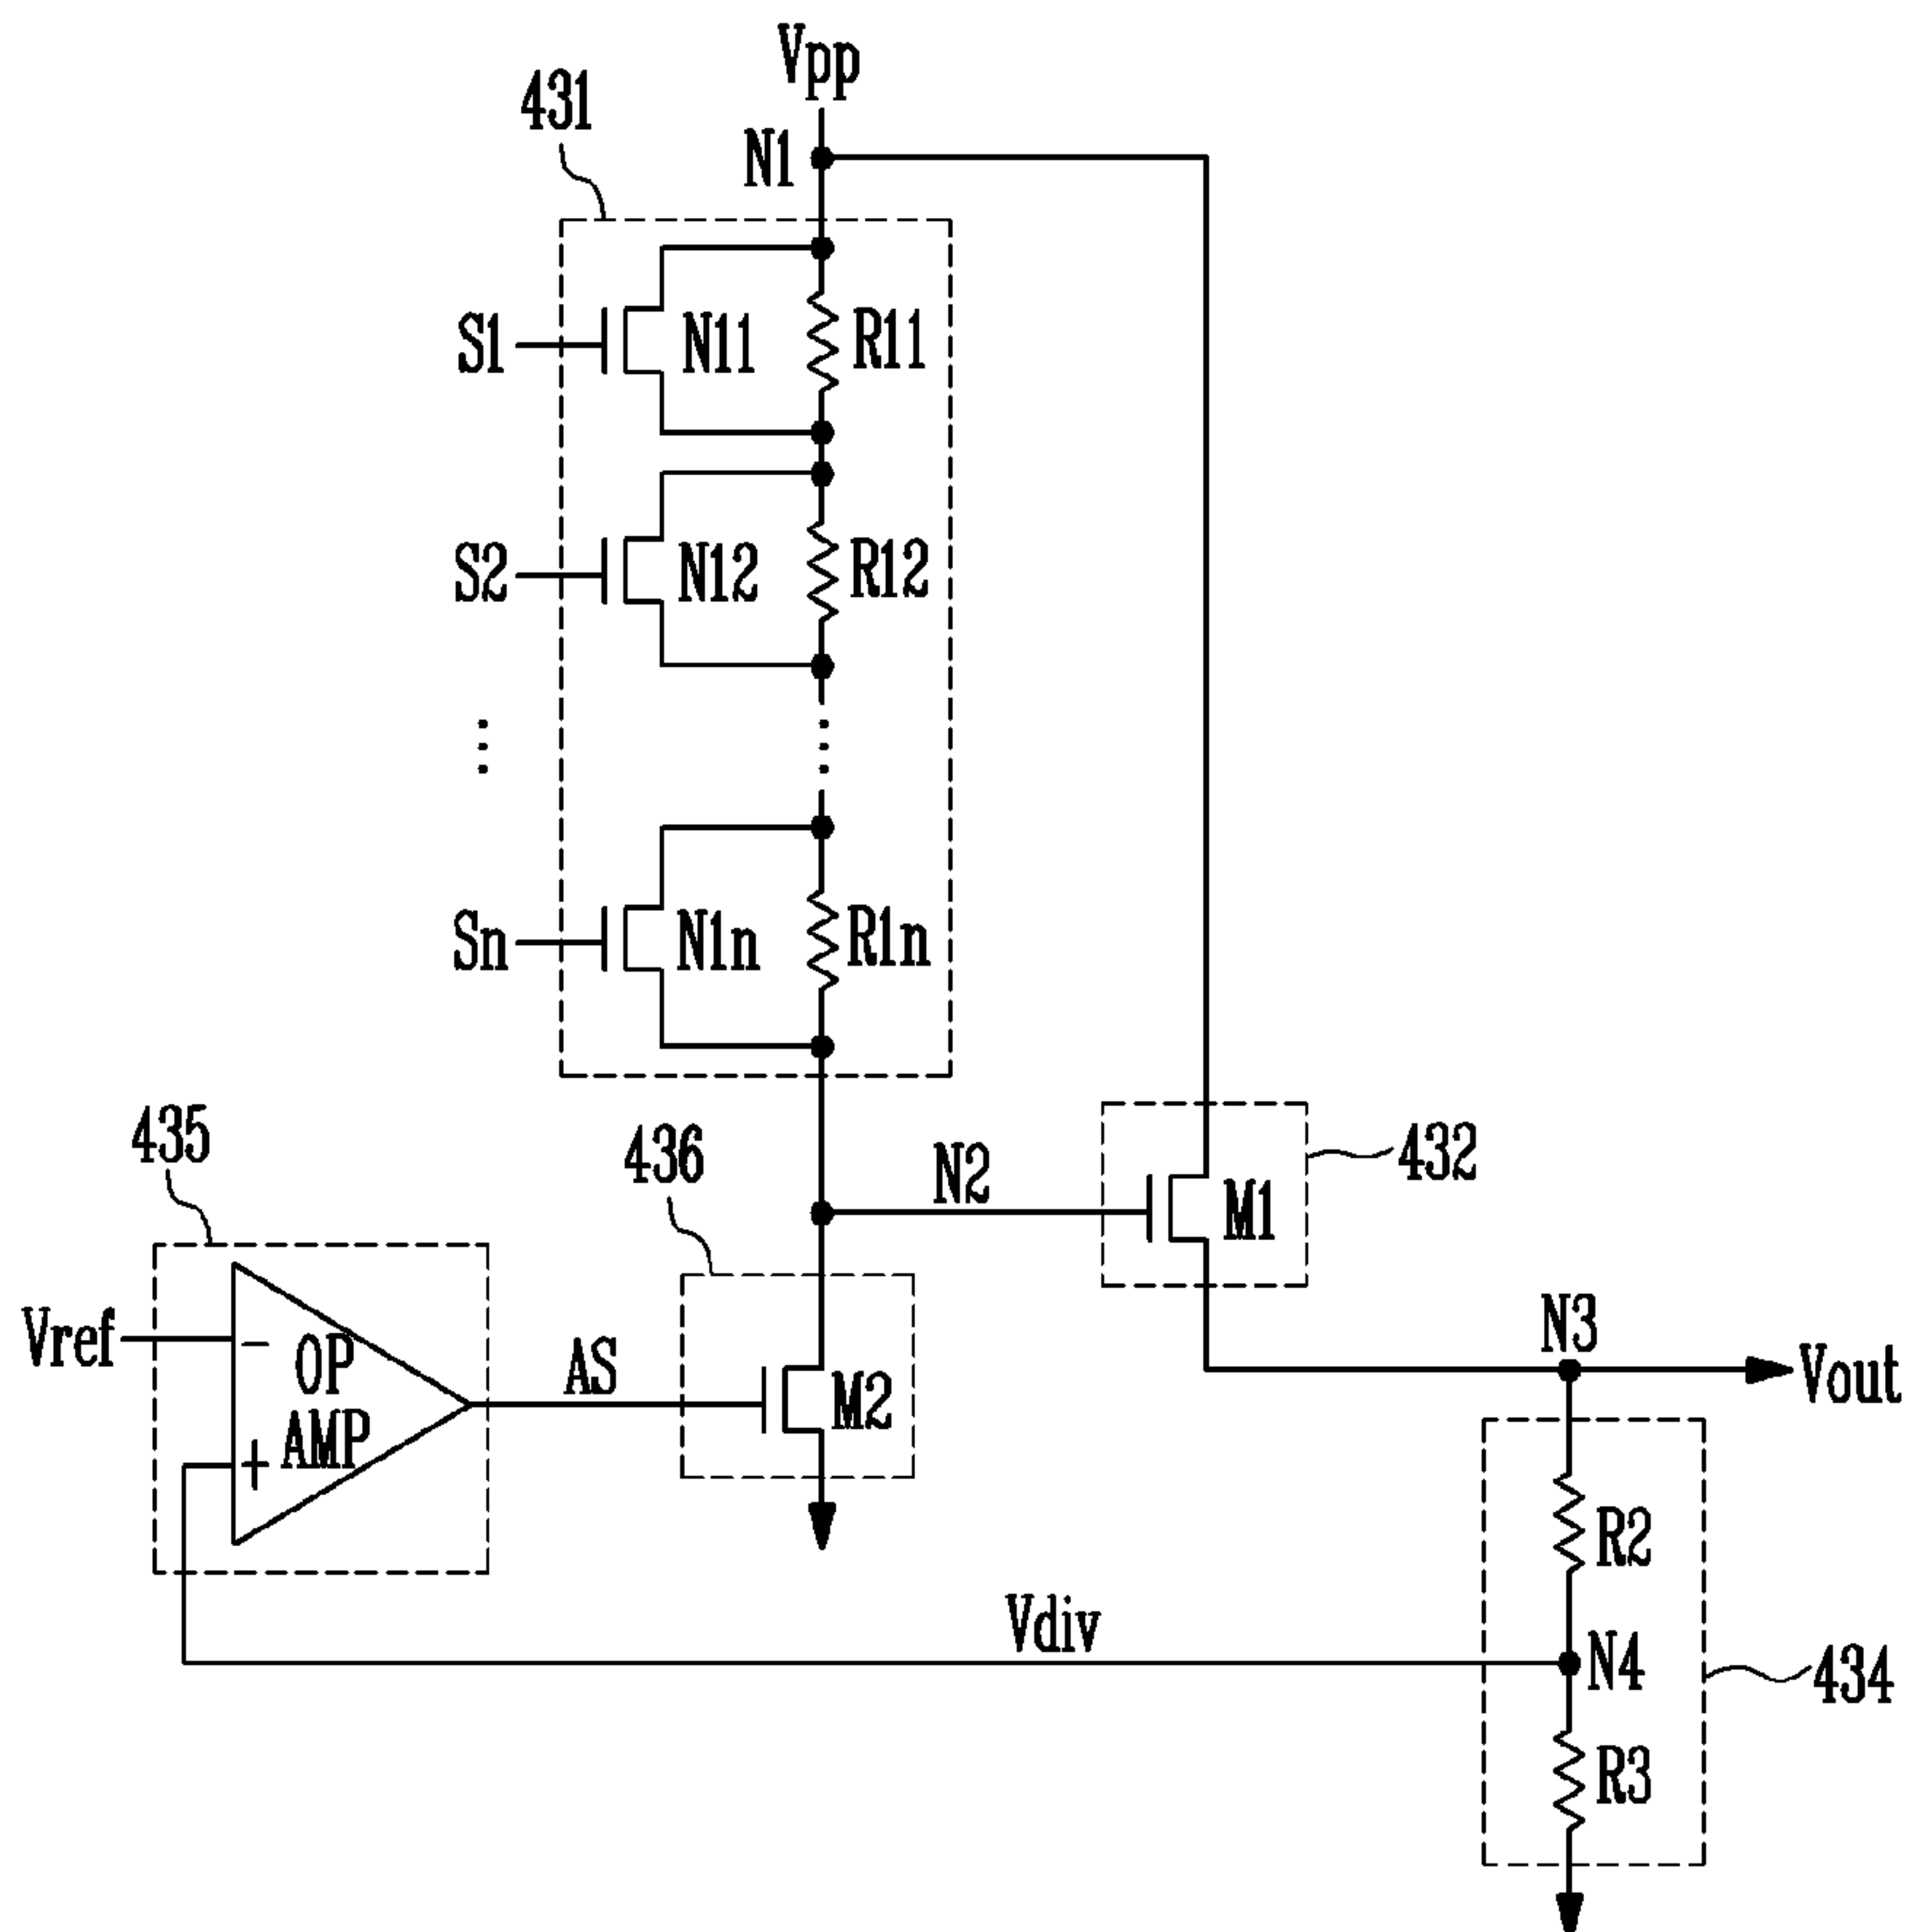 Vpp
431
N1
S1
N11
R11
S2
N12
R12
Sn
N1n
R1n
435
436
N2
432
M1
Vref
−
OP
AMP
+
AS
M2
N3
Vout
R2
Vdiv
N4
434
R3